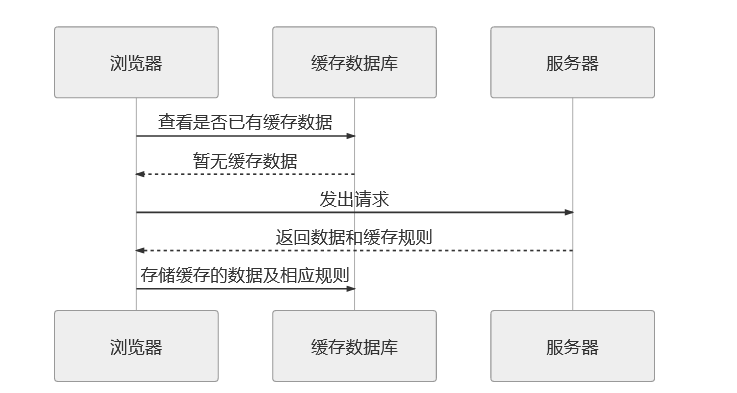 浏览器 缓存数据库 服务器
查看是否已有缓存数据
暂无缓存数据
发出请求
返回数据和缓存规则
存储缓存的数据及相应规则
浏览器 缓存数据库 服务器